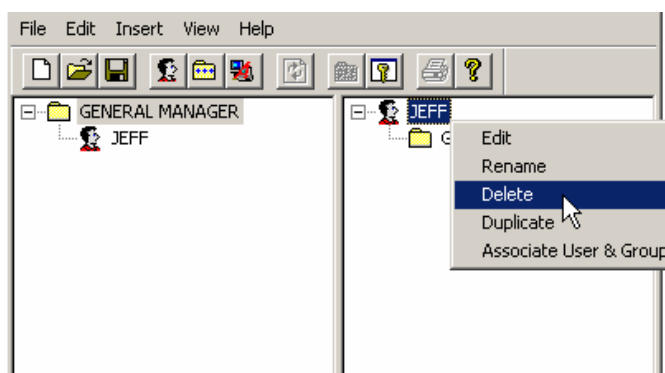 File Edit Insert View Help
GENERAL MANAGER
JEFF
JEFF
Edit
Rename
Delete
Duplicate
Associate User & Group